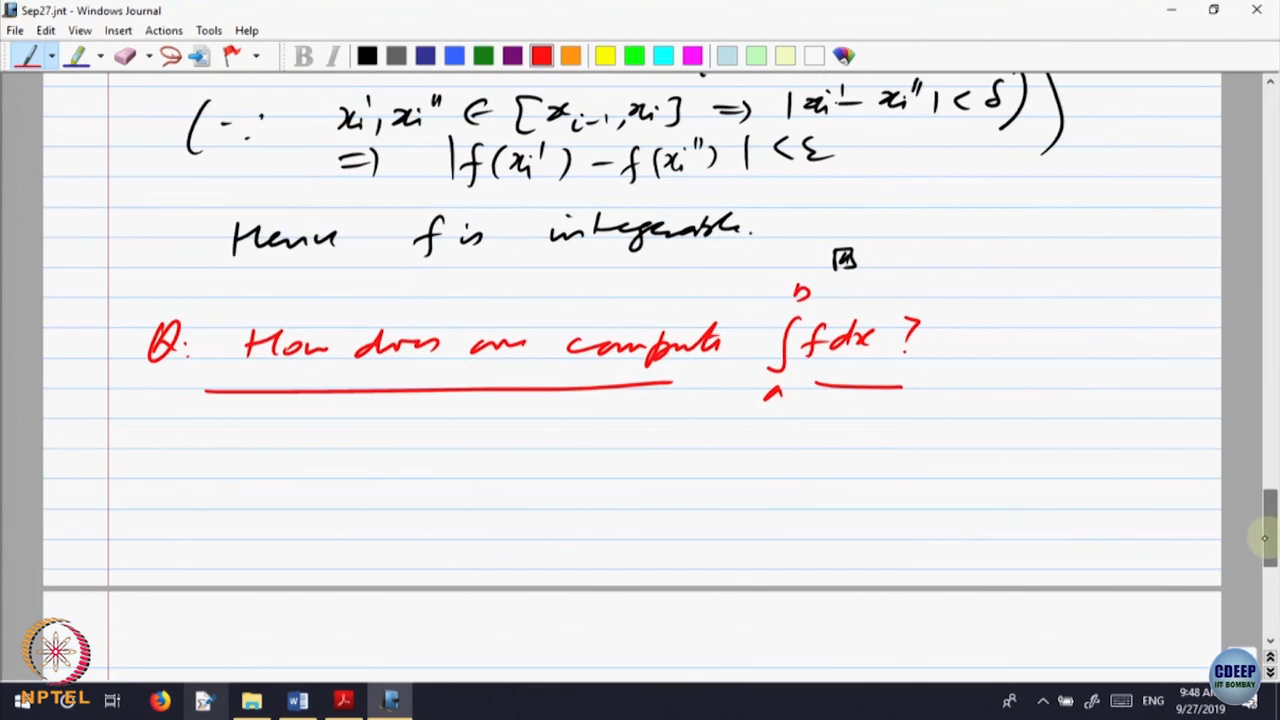 Sep27.jnt - Windows Journal
File Edit View Insert Actions Tools Help
(∵ xi', xi'' ∈ [xi-1, xi] => |xi' - xi''| < δ))
=> |f(xi') - f(xi'')| < ε
Hence f is integrable.
Q. How does one compute ∫_a^b f dx ?
NPTEL
CDEEP
IIT BOMBAY
ENG
9:48
9/27/2019